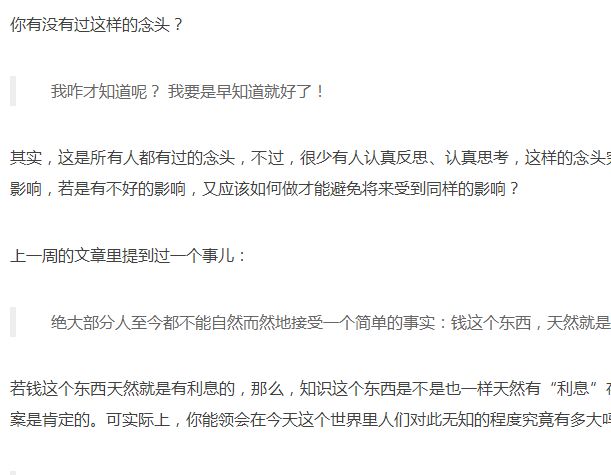 你有没有过这样的念头？
我咋才知道呢？ 我要是早知道就好了！
其实，这是所有人都有过的念头，不过，很少有人认真反思、认真思考，这样的念头
影响，若是有不好的影响，又应该如何做才能避免将来受到同样的影响？
上一周的文章里提到过一个事儿：
绝大部分人至今都不能自然而然地接受一个简单的事实：钱这个东西，天然就是
若钱这个东西天然就是有利息的，那么，知识这个东西是不是也一样天然有“利息”
案是肯定的。可实际上，你能领会在今天这个世界里人们对此无知的程度究竟有多大